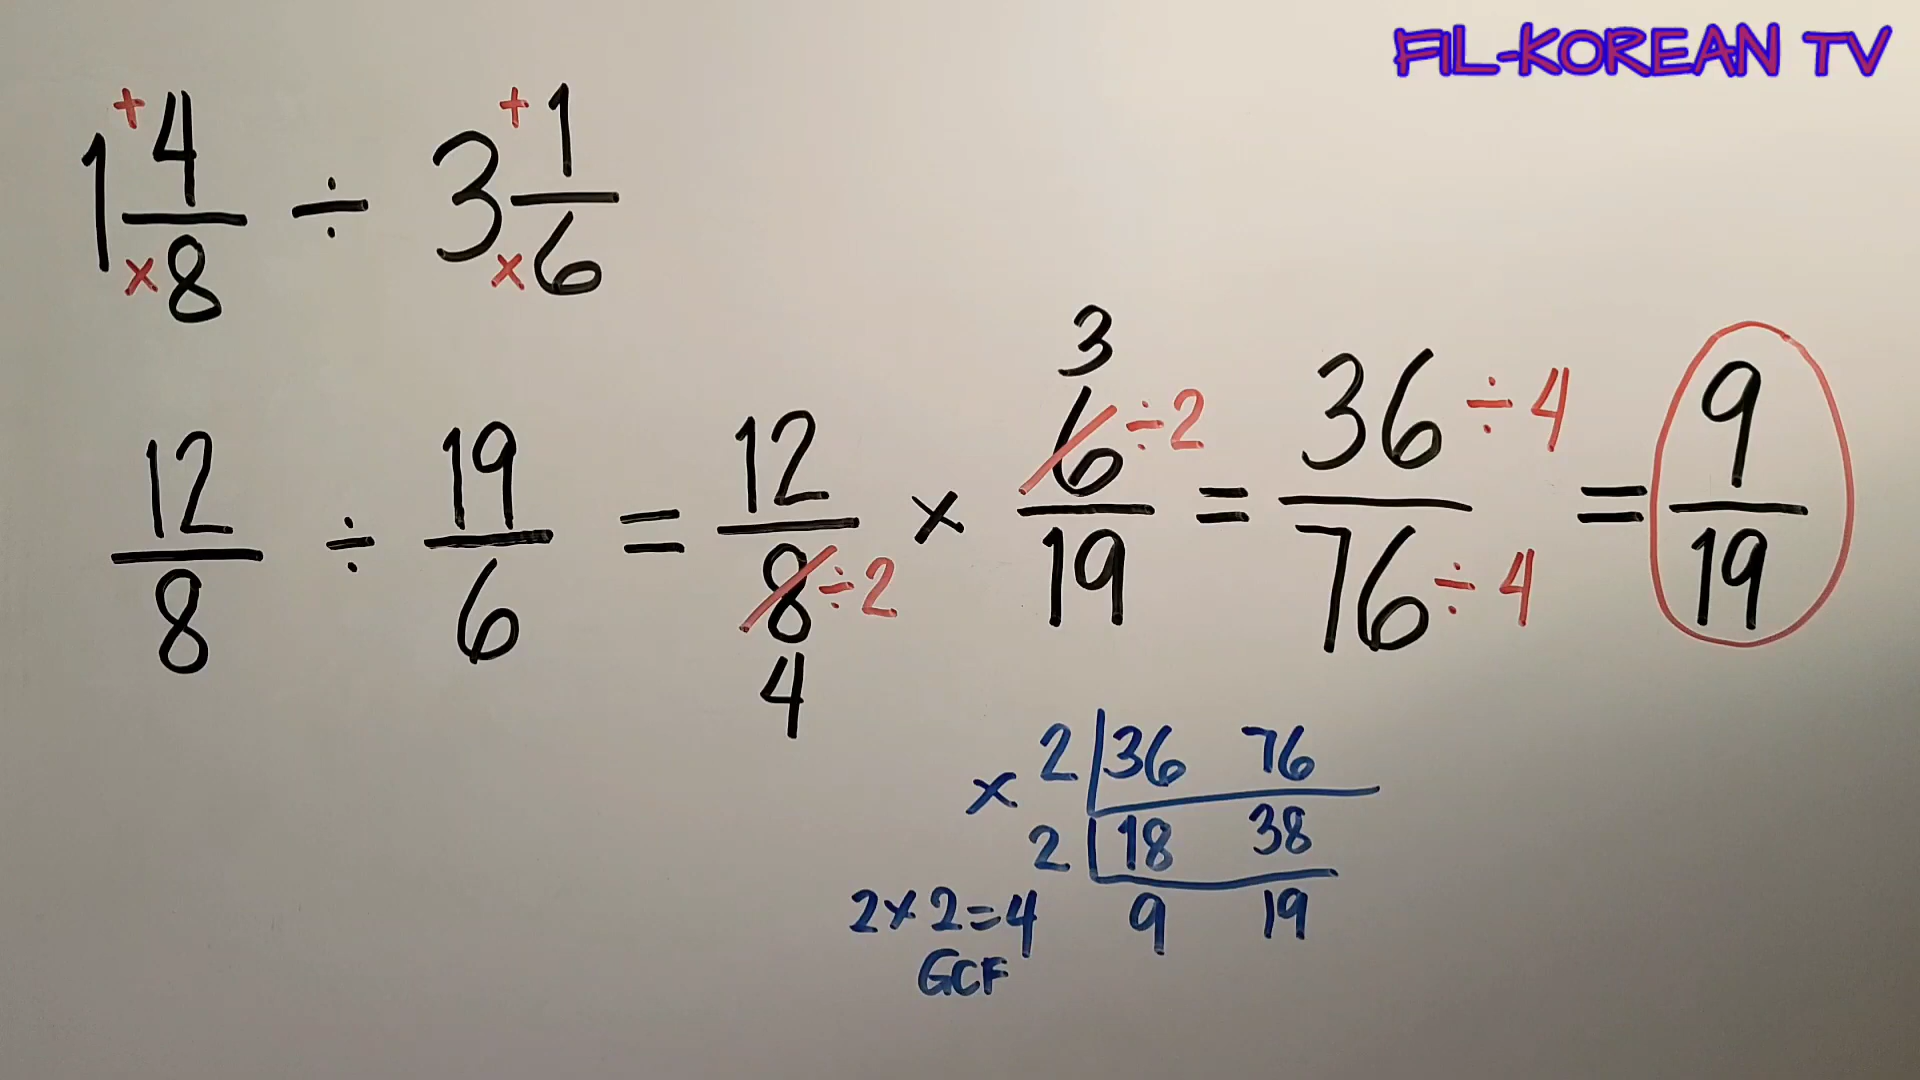 FIL-KOREAN TV
1 + 4/× 8 ÷ 3 + 1/× 6
12/8 ÷ 19/6 = 12/8 ÷2 4 × 3 6 ÷2/19 = 36 ÷ 4/76 ÷ 4 = 9/19
× 2 36 76
2 18 38
2 × 2 = 4 9 19
GCF